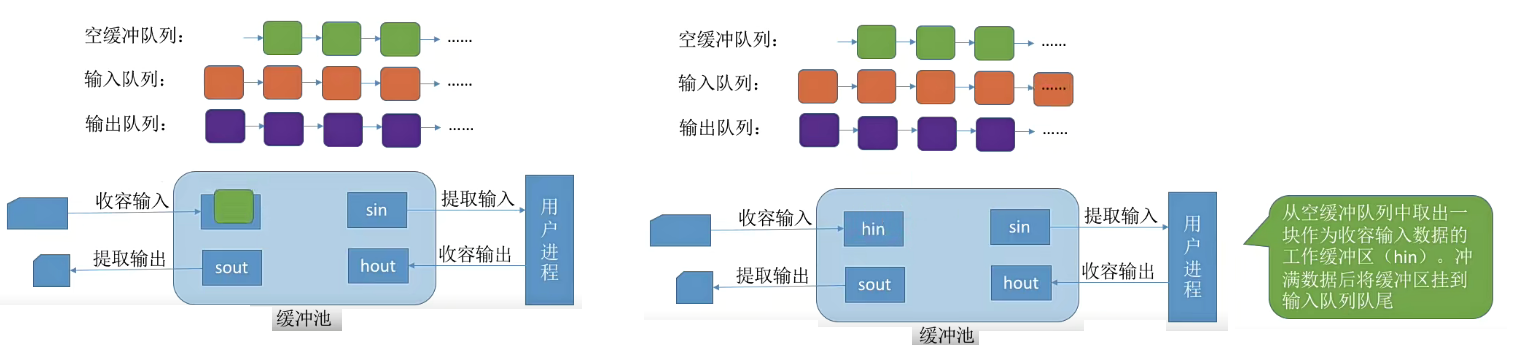 空缓冲队列：
......
输入队列：
......
输出队列：
......
收容输入
sin
提取输入
提取输出
sout
hout
收容输出
用户进程
缓冲池
空缓冲队列：
......
输入队列：
......
输出队列：
......
收容输入
hin
sin
提取输入
提取输出
sout
hout
收容输出
用户进程
缓冲池
从空缓冲队列中取出一
块作为收容输入数据的
工作缓冲区（hin）。冲
满数据后将缓冲区挂到
输入队列队尾